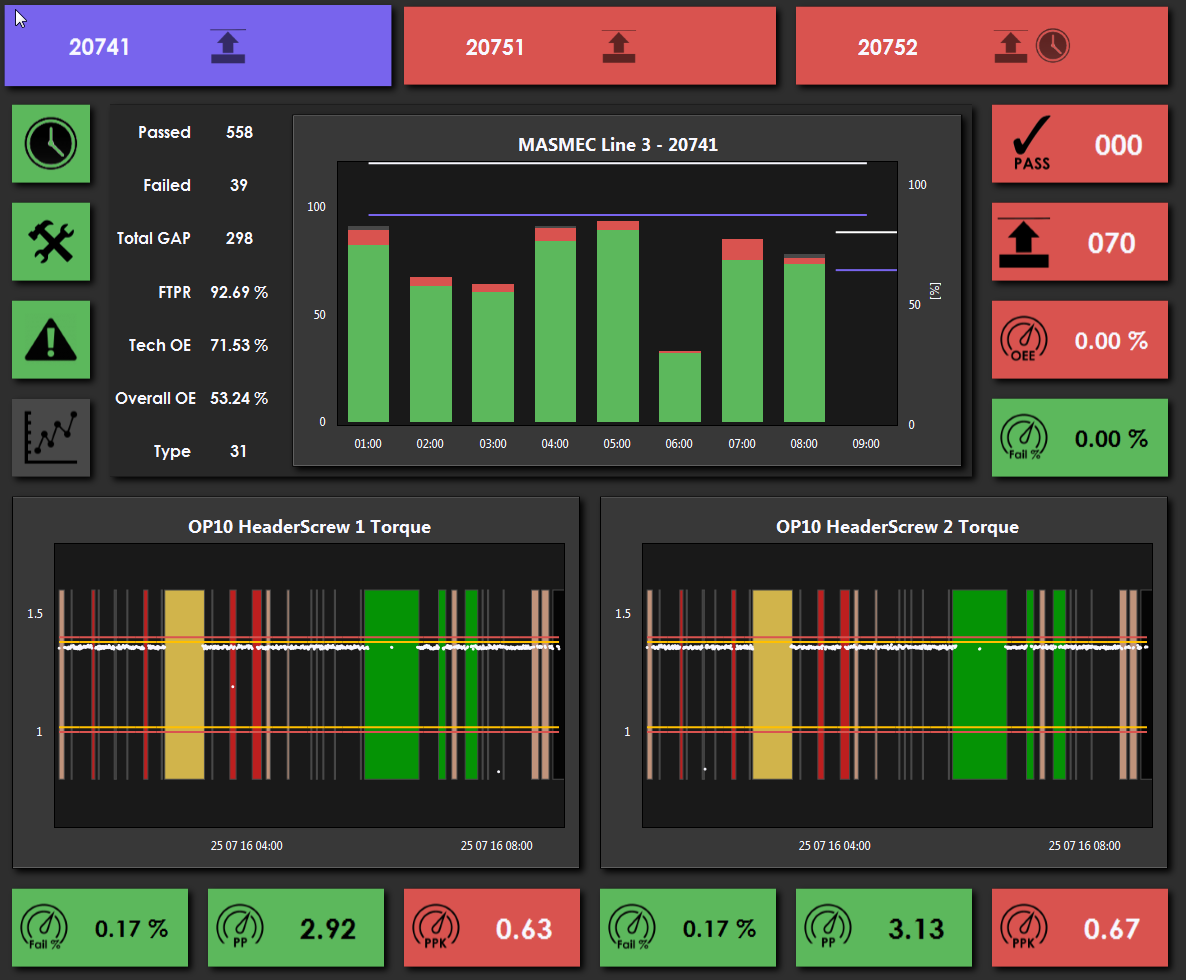 20741
20751
20752
Passed 558
Failed 39
Total GAP 298
FTPR 92.69 %
Tech OE 71.53 %
Overall OE 53.24 %
Type 31
MASMEC Line 3 - 20741
100
50
0
100
50
0
[%]
01:00 02:00 03:00 04:00 05:00 06:00 07:00 08:00 09:00
PASS 000
070
OEE 0.00 %
Fail % 0.00 %
OP10 HeaderScrew 1 Torque
1.5
1
25 07 16 04:00 25 07 16 08:00
OP10 HeaderScrew 2 Torque
1.5
1
25 07 16 04:00 25 07 16 08:00
Fail % 0.17 %
PP 2.92
PPK 0.63
Fail % 0.17 %
PP 3.13
PPK 0.67